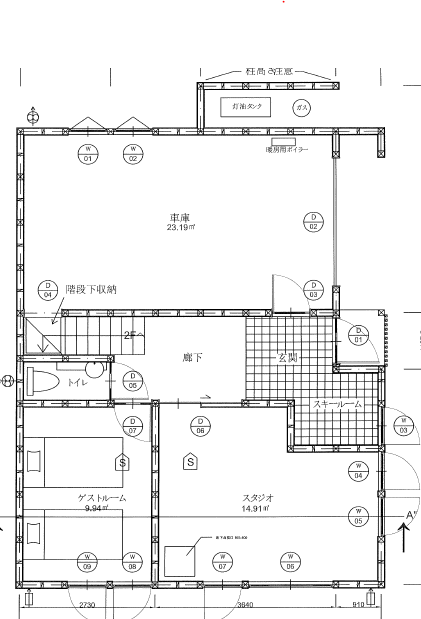 柱高さ注意
灯油タンク
ガス
W
01
W
02
暖房用ボイラー
車庫
23.19㎡
D
02
D
04
D
03
階段下収納
2Fへ
D
01
廊下
玄関
トイレ
D
05
スキールーム
W
03
D
07
D
06
S
S
W
04
ゲストルーム
9.94㎡
スタジオ
14.91㎡
W
05
A'
W
09
W
08
W
07
W
06
2730
3640
910